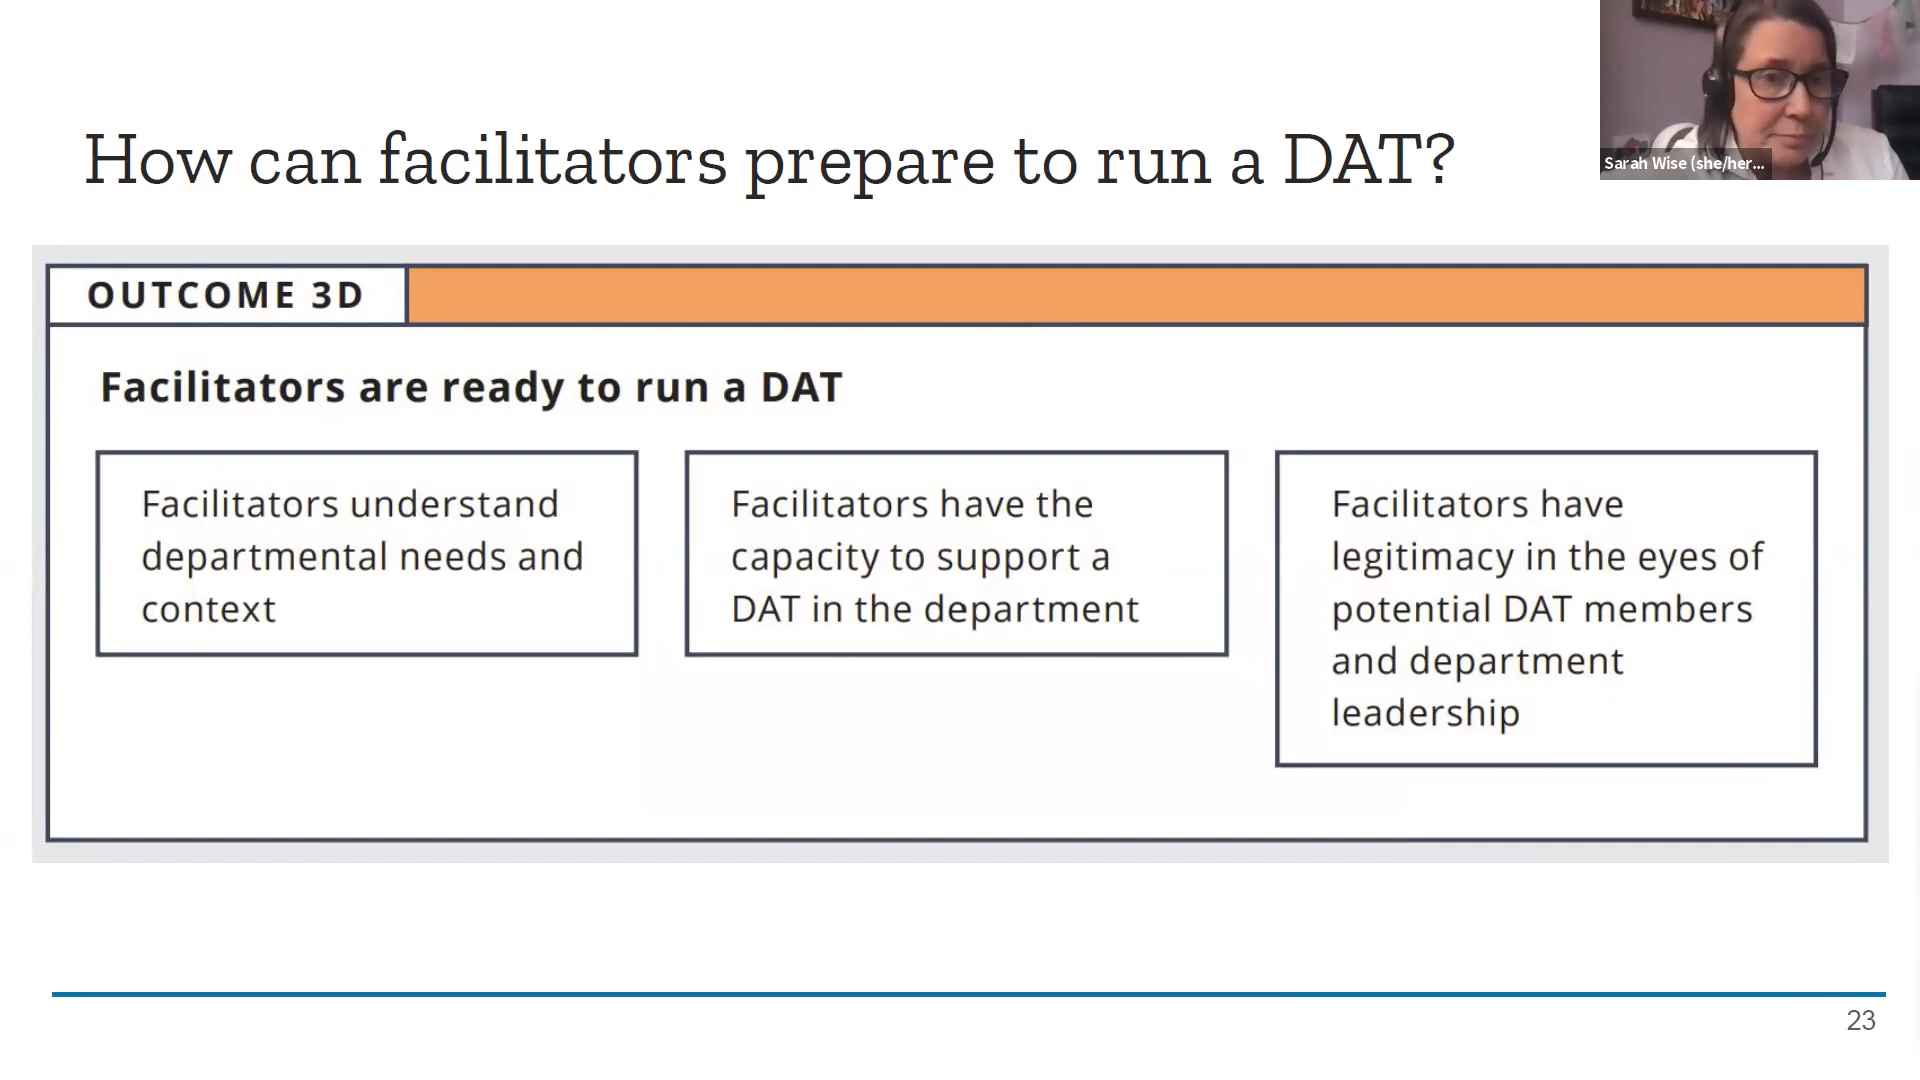 How can facilitators prepare to run a DAT?
Sarah Wise (she/her...
OUTCOME 3D
Facilitators are ready to run a DAT
Facilitators understand
departmental needs and
context
Facilitators have the
capacity to support a
DAT in the department
Facilitators have
legitimacy in the eyes of
potential DAT members
and department
leadership
23